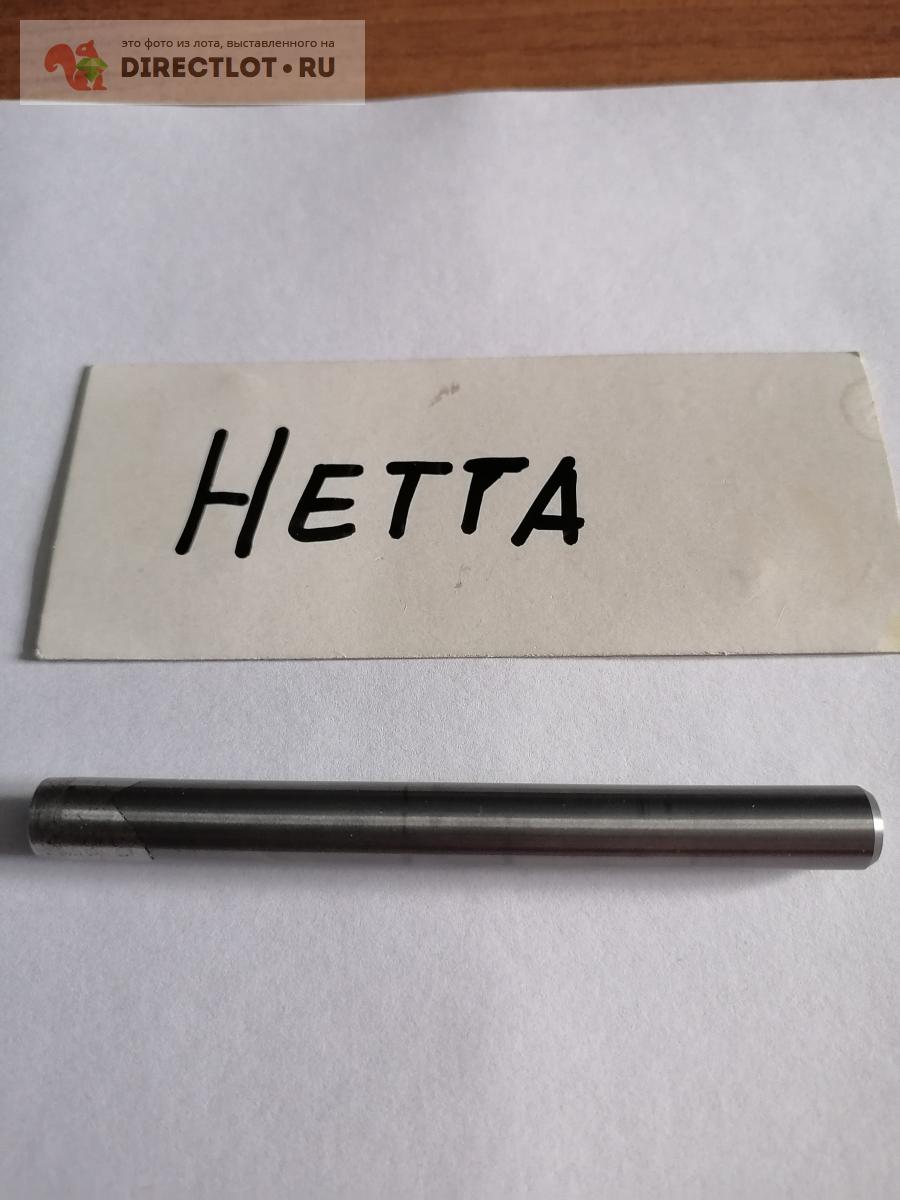 это фото из лота, выставленного на
DIRECTLOT•RU
НЕТТА